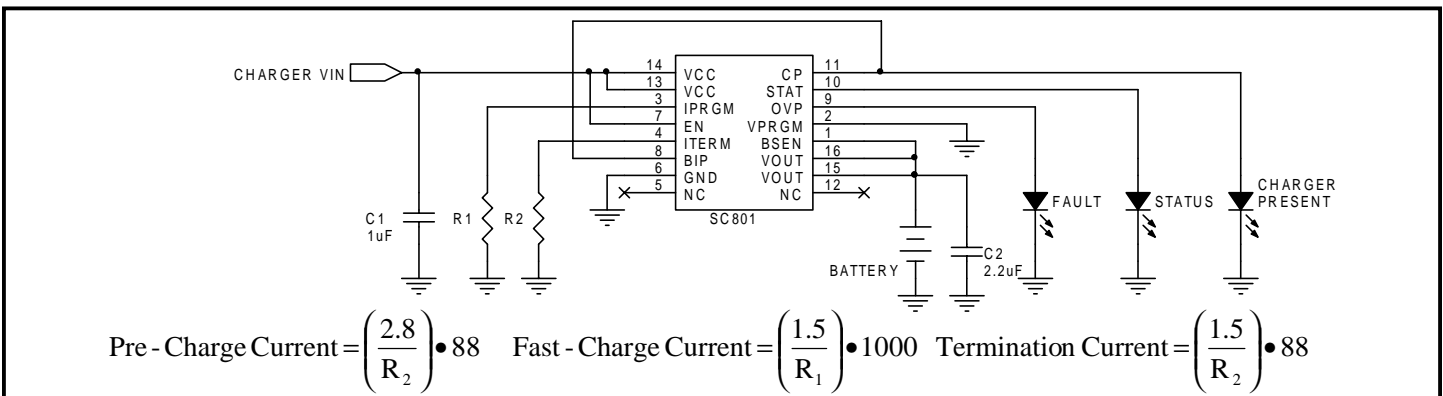 CHARGER VIN
14 VCC CP 11
13 VCC STAT 10
3 IPRGM OVP 9
7 EN VPRGM 2
4 ITERM BSEN 1
8 BIP VOUT 16
6 GND VOUT 15
5 NC NC 12
SC801
C1
1uF
R1
R2
BATTERY
C2
2.2uF
FAULT
STATUS
CHARGER
PRESENT
Pre - Charge Current = (2.8 / R₂) • 88 Fast - Charge Current = (1.5 / R₁) • 1000 Termination Current = (1.5 / R₂) • 88